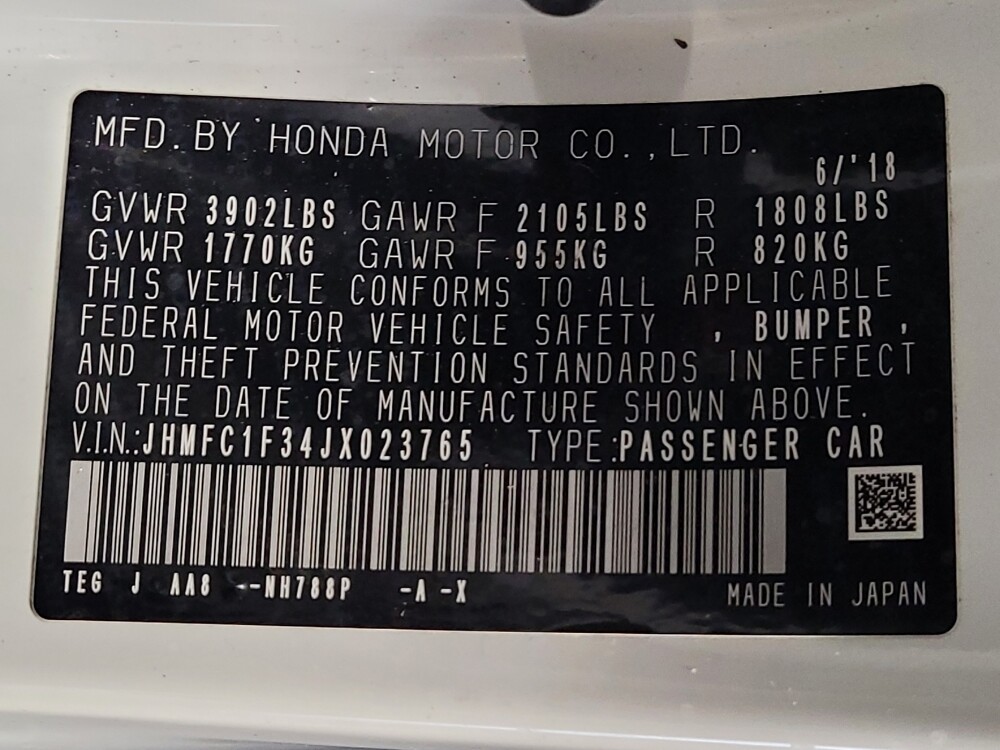 MFD. BY HONDA MOTOR CO., LTD.
6/'18
GVWR 3902LBS GAWR F 2105LBS R 1808LBS
GVWR 1770KG GAWR F 955KG R 820KG
THIS VEHICLE CONFORMS TO ALL APPLICABLE
FEDERAL MOTOR VEHICLE SAFETY , BUMPER ,
AND THEFT PREVENTION STANDARDS IN EFFECT
ON THE DATE OF MANUFACTURE SHOWN ABOVE.
V.I.N.:JHMFC1F34JX023765 TYPE:PASSENGER CAR
TEG J AA8 --NH788P -A -X
MADE IN JAPAN